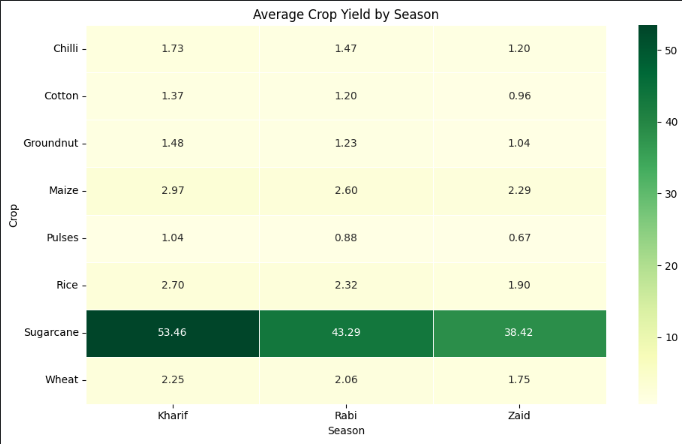 Average Crop Yield by Season
Chilli 1.73 1.47 1.20
Cotton 1.37 1.20 0.96
Groundnut 1.48 1.23 1.04
Maize 2.97 2.60 2.29
Pulses 1.04 0.88 0.67
Rice 2.70 2.32 1.90
Sugarcane 53.46 43.29 38.42
Wheat 2.25 2.06 1.75
Kharif Rabi Zaid
Season
Crop
50
40
30
20
10